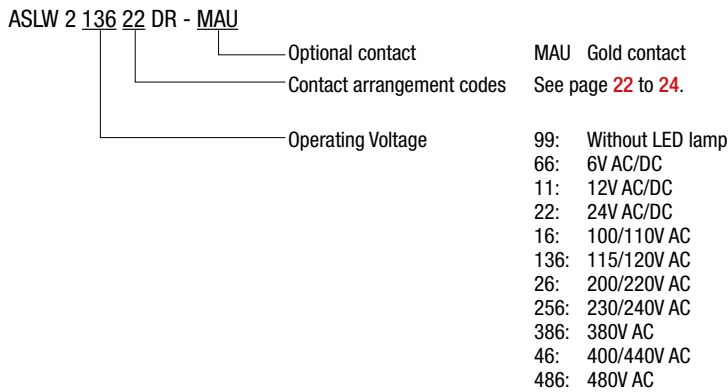 ASLW 2 136 22 DR - MAU
Optional contact MAU Gold contact
Contact arrangement codes See page 22 to 24.
Operating Voltage 99: Without LED lamp
66: 6V AC/DC
11: 12V AC/DC
22: 24V AC/DC
16: 100/110V AC
136: 115/120V AC
26: 200/220V AC
256: 230/240V AC
386: 380V AC
46: 400/440V AC
486: 480V AC